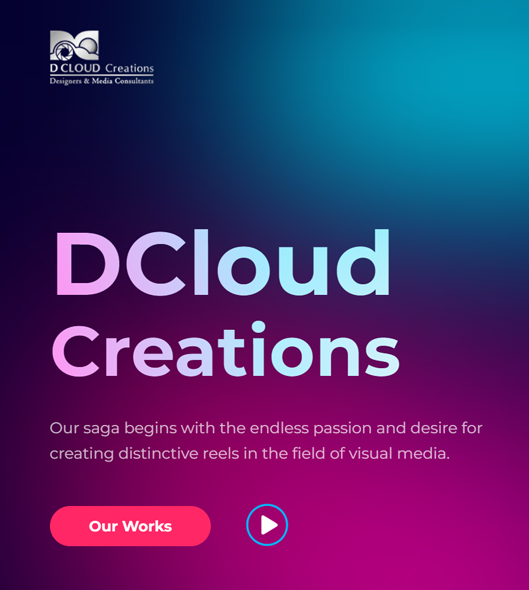 D CLOUD Creations
Designers & Media Consultants
DCloud
Creations
Our saga begins with the endless passion and desire for
creating distinctive reels in the field of visual media.
Our Works